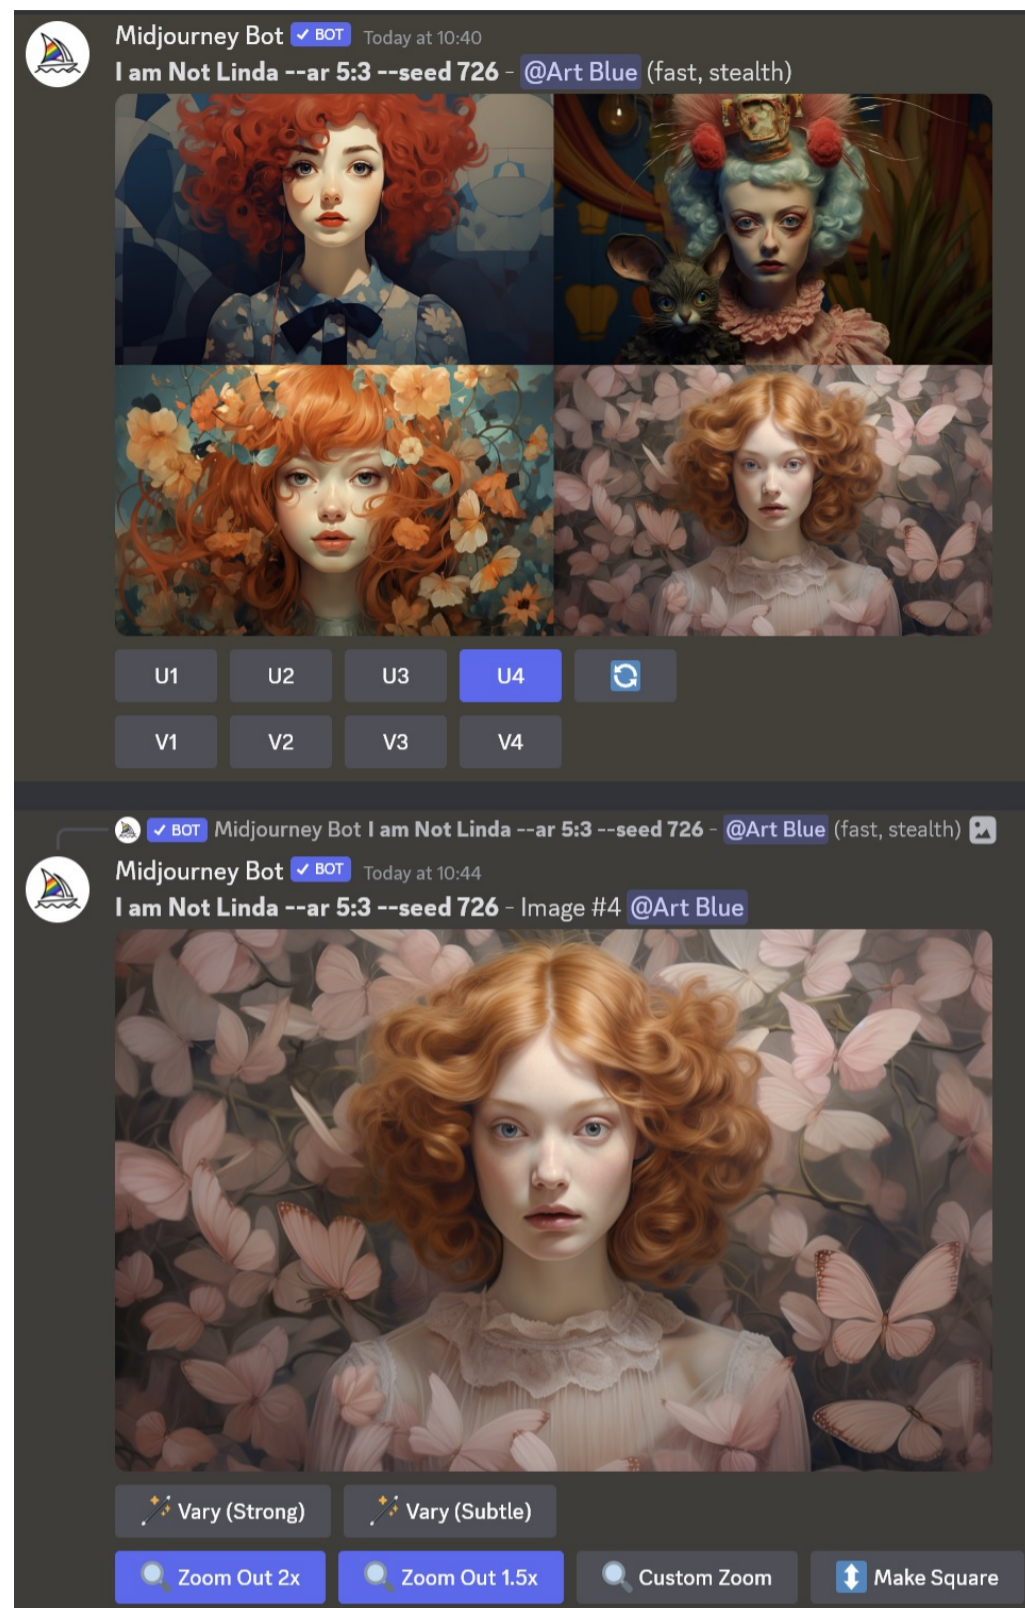 Midjourney Bot ✓ BOT Today at 10:40
I am Not Linda --ar 5:3 --seed 726 - @Art Blue (fast, stealth)
U1 U2 U3 U4
V1 V2 V3 V4
✓ BOT Midjourney Bot I am Not Linda --ar 5:3 --seed 726 - @Art Blue (fast, stealth)
Midjourney Bot ✓ BOT Today at 10:44
I am Not Linda --ar 5:3 --seed 726 - Image #4 @Art Blue
Vary (Strong) Vary (Subtle)
Zoom Out 2x Zoom Out 1.5x Custom Zoom Make Square